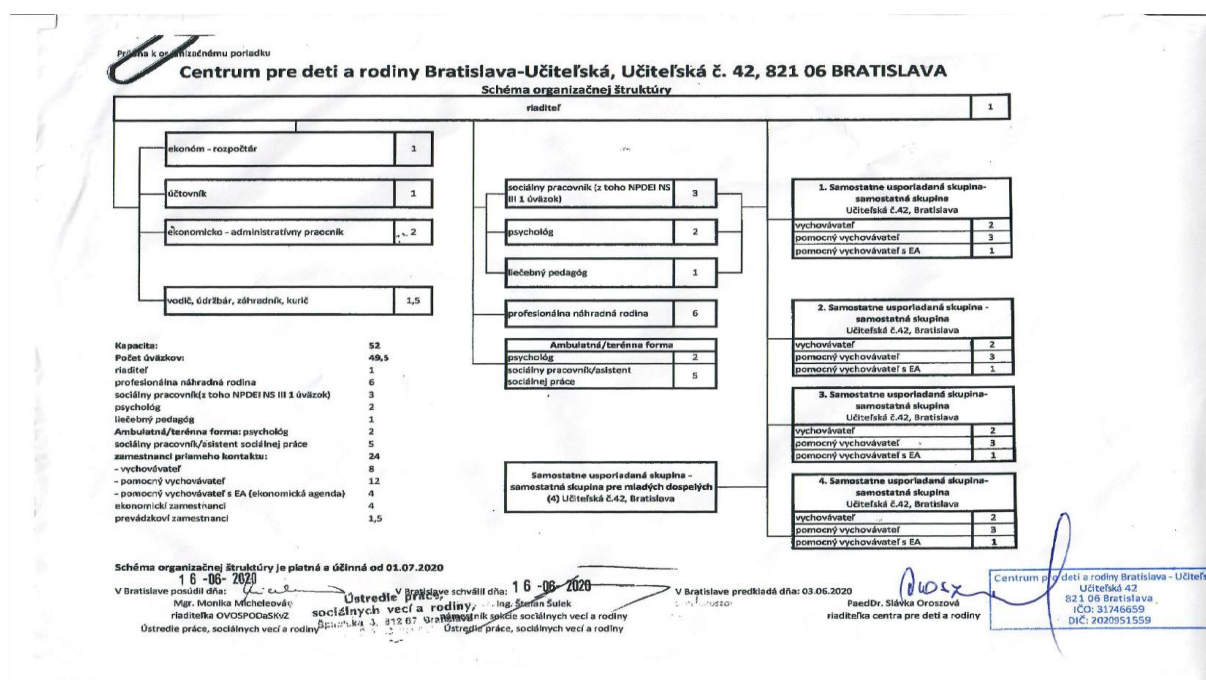 Príloha k organizačnému poriadku
Centrum pre deti a rodiny Bratislava-Učiteľská, Učiteľská č. 42, 821 06 BRATISLAVA
Schéma organizačnej štruktúry
riaditeľ 1
ekonóm - rozpočtár 1
účtovník 1
ekonomicko - administratívny praocnik 2
vodič, údržbár, záhradník, kurič 1,5
sociálny pracovník (z toho NPDEI NS
III 1 úväzok) 3
psychológ 2
liečebný pedagóg 1
profesionálna náhradná rodina 6
Ambulatná/terénna forma
psychológ 2
sociálny pracovník/asistent
sociálnej práce 5
Samostatne usporiadaná skupina –
samostatná skupina pre mladých dospelých
(4) Učiteľská č.42, Bratislava
1. Samostatne usporiadaná skupina-
samostatná skupina
Učiteľská č.42, Bratislava
vychovávateľ 2
pomocný vychovávateľ 3
pomocný vychovávateľ s EA 1
2. Samostatne usporiadaná skupina -
samostatná skupina
Učiteľská č.42, Bratislava
vychovávateľ 2
pomocný vychovávateľ 3
pomocný vychovávateľ s EA 1
3. Samostatne usporiadaná skupina-
samostatná skupina
Učiteľská č.42, Bratislava
vychovávateľ 2
pomocný vychovávateľ 3
pomocný vychovávateľ s EA 1
4. Samostatne usporiadaná skupina-
samostatná skupina
Učiteľská č.42, Bratislava
vychovávateľ 2
pomocný vychovávateľ 3
pomocný vychovávateľ s EA 1
Kapacita: 52
Počet úväzkov: 49,5
riaditeľ 1
profesionálna náhradná rodina 6
sociálny pracovník(z toho NPDEI NS III 1 úväzok) 3
psychológ 2
liečebný pedagóg 1
Ambulatná/terénna forma: psychológ 2
sociálny pracovník/asistent sociálnej práce 5
zamestnanci priameho kontaktu: 24
- vychovávateľ 8
- pomocný vychovávateľ 12
- pomocný vychovávateľ s EA (ekonomická agenda) 4
ekonomickí zamestnanci 4
prevádzkoví zamestnanci 1,5
Schéma organizačnej štruktúry je platná a účinná od 01.07.2020
16 -06- 2020
V Bratislave posúdil dňa:
Mgr. Monika Micheleová
riaditeľka OVOSPODaSKvZ
Ústredie práce, sociálnych vecí a rodiny
Ústredie práce,
sociálnych vecí a rodiny,
16 -06- 2020
V Bratislave schválil dňa:
Ing. Štefan Šulek
námestník sekcie sociálnych vecí a rodiny
Ústredie práce, sociálnych vecí a rodiny
V Bratislave predkladá dňa: 03.06.2020
PaedDr. Slávka Oroszová
riaditeľka centra pre deti a rodiny
Centrum pre deti a rodiny Bratislava - Učiteľs
Učiteľská 42
821 06 Bratislava
IČO: 31746659
DIČ: 2020951559